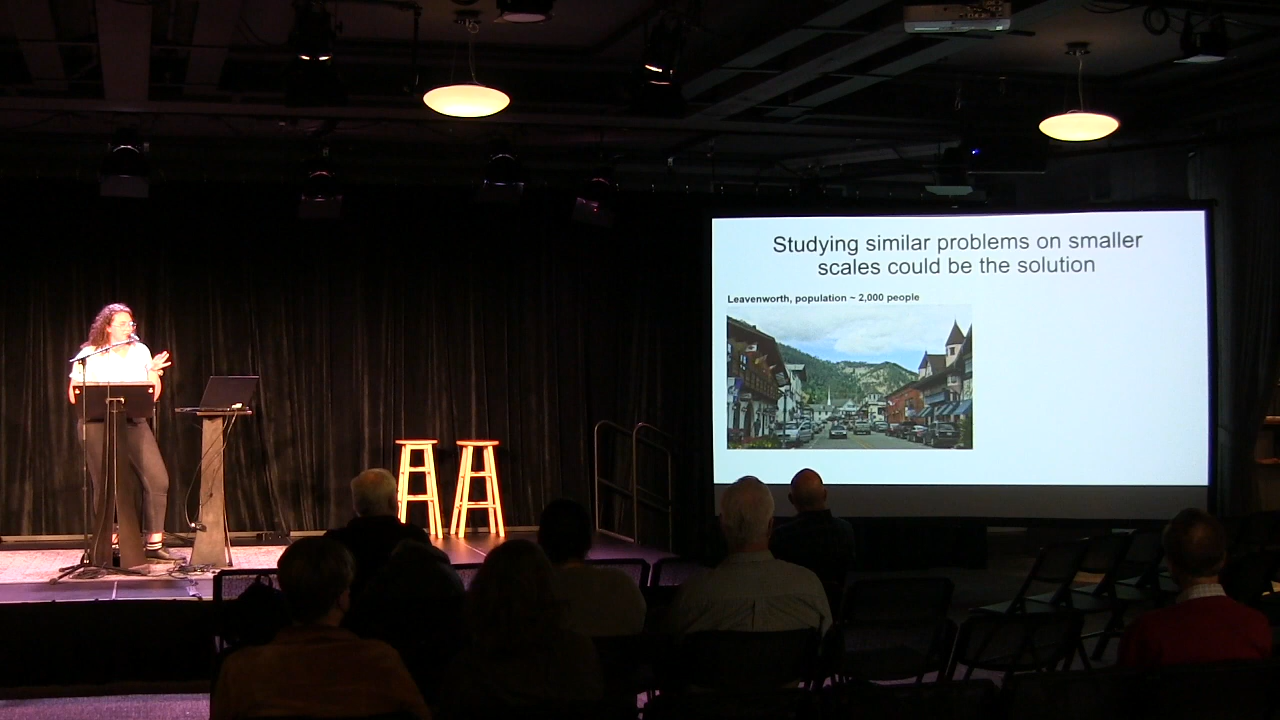 Studying similar problems on smaller
scales could be the solution
Leavenworth, population ~ 2,000 people